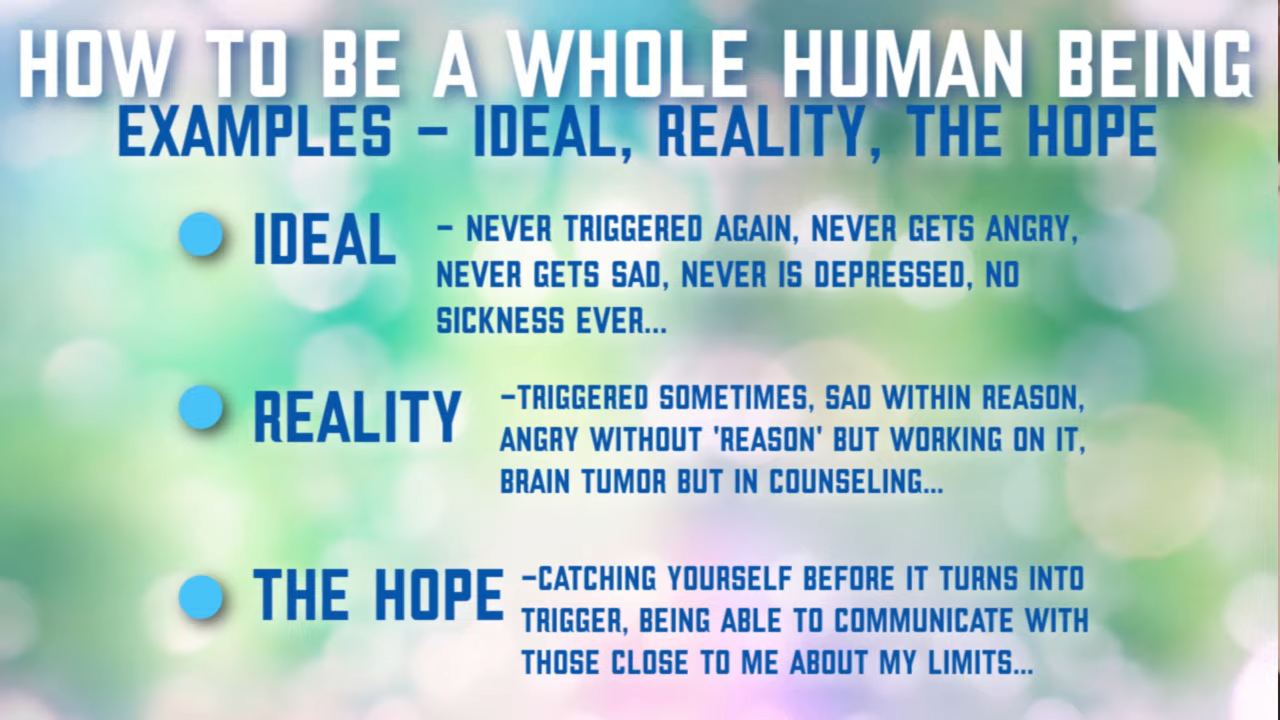 HOW TO BE A WHOLE HUMAN BEING
EXAMPLES – IDEAL, REALITY, THE HOPE
IDEAL
– NEVER TRIGGERED AGAIN, NEVER GETS ANGRY,
NEVER GETS SAD, NEVER IS DEPRESSED, NO
SICKNESS EVER...
REALITY
–TRIGGERED SOMETIMES, SAD WITHIN REASON,
ANGRY WITHOUT 'REASON' BUT WORKING ON IT,
BRAIN TUMOR BUT IN COUNSELING...
THE HOPE
–CATCHING YOURSELF BEFORE IT TURNS INTO
TRIGGER, BEING ABLE TO COMMUNICATE WITH
THOSE CLOSE TO ME ABOUT MY LIMITS...